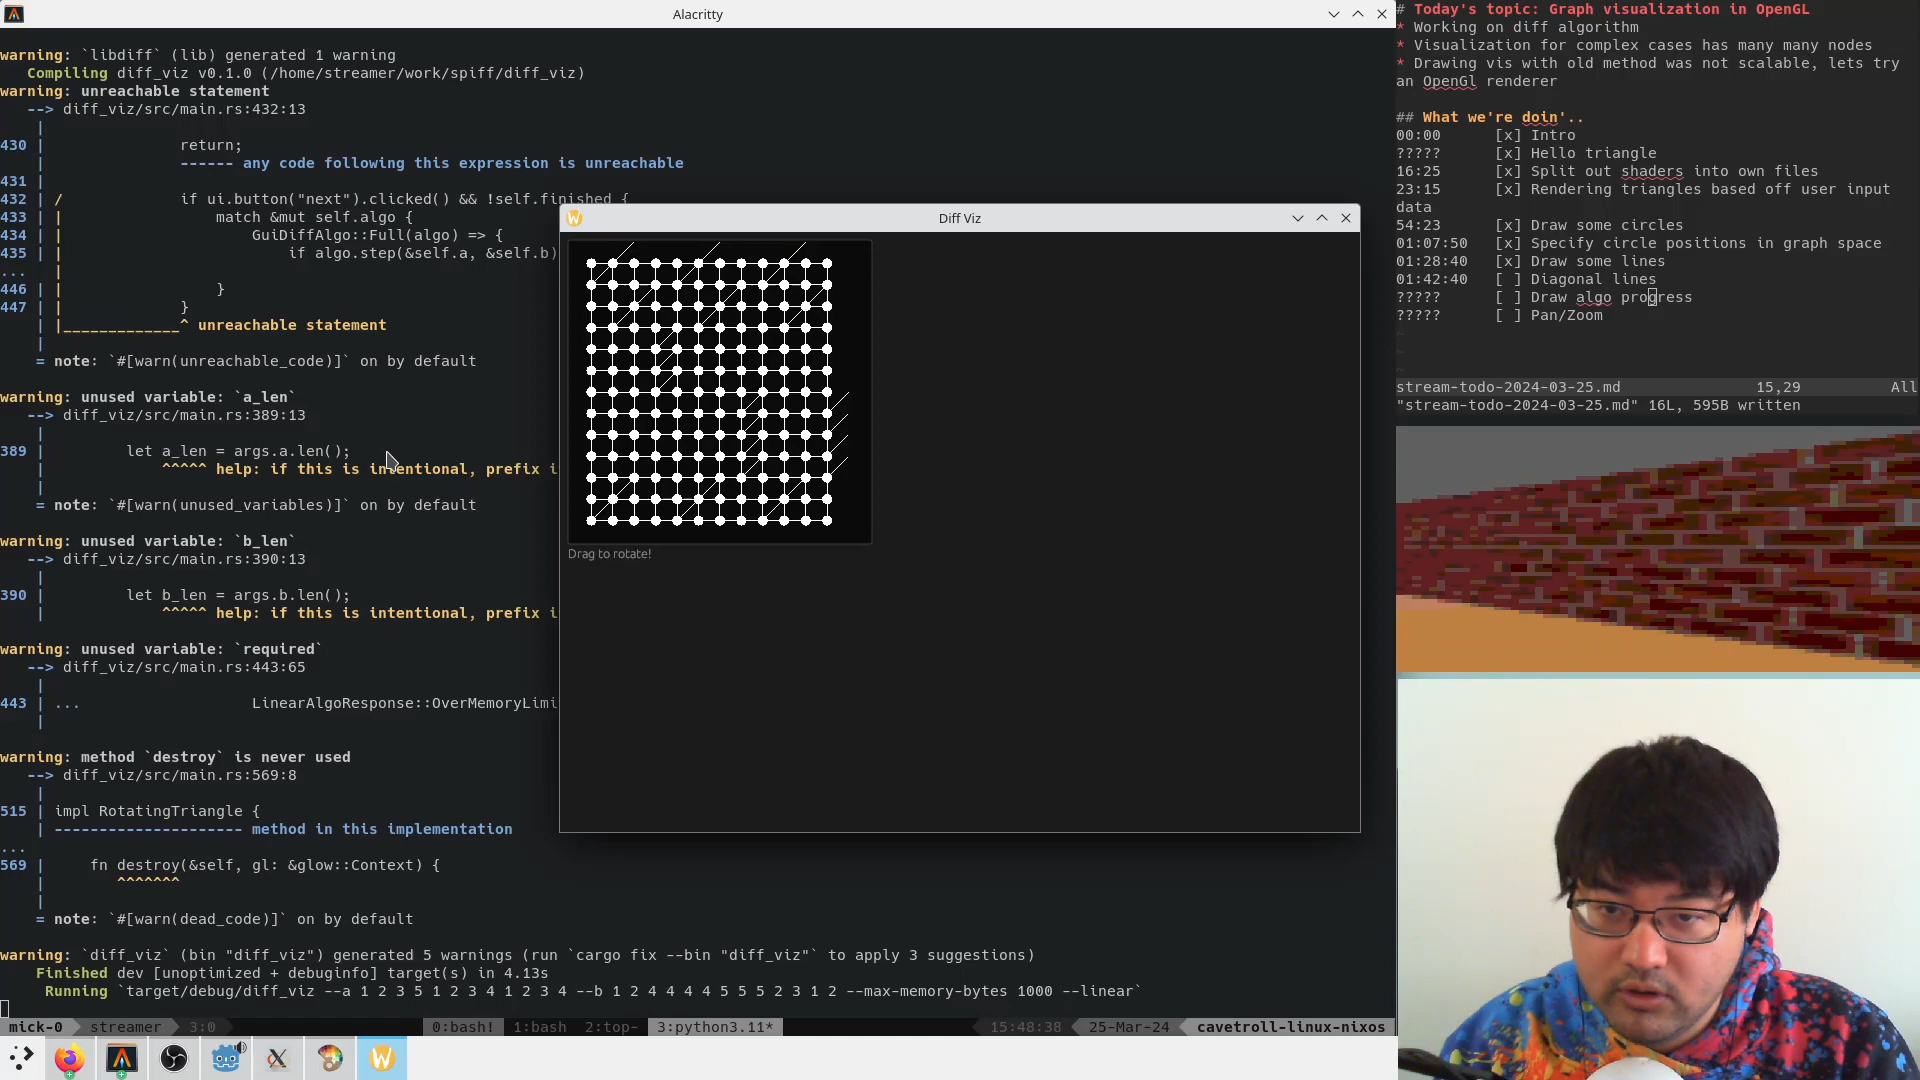 Alacritty
warning: `libdiff` (lib) generated 1 warning
Compiling diff_viz v0.1.0 (/home/streamer/work/spiff/diff_viz)
warning: unreachable statement
--> diff_viz/src/main.rs:432:13
|
430 | return;
| ------ any code following this expression is unreachable
431 |
432 | / if ui.button("next").clicked() && !self.finished {
433 | | match &mut self.algo {
434 | | GuiDiffAlgo::Full(algo) => {
435 | | if algo.step(&self.a, &self.b)
... |
446 | | }
447 | | }
| |_____________^ unreachable statement
|
= note: `#[warn(unreachable_code)]` on by default
warning: unused variable: `a_len`
--> diff_viz/src/main.rs:389:13
|
389 | let a_len = args.a.len();
| ^^^^^ help: if this is intentional, prefix i
|
= note: `#[warn(unused_variables)]` on by default
warning: unused variable: `b_len`
--> diff_viz/src/main.rs:390:13
|
390 | let b_len = args.b.len();
| ^^^^^ help: if this is intentional, prefix i
warning: unused variable: `required`
--> diff_viz/src/main.rs:443:65
|
443 | ... LinearAlgoResponse::OverMemoryLimi
|
warning: method `destroy` is never used
--> diff_viz/src/main.rs:569:8
|
515 | impl RotatingTriangle {
| --------------------- method in this implementation
...
569 | fn destroy(&self, gl: &glow::Context) {
| ^^^^^^^
|
= note: `#[warn(dead_code)]` on by default
warning: `diff_viz` (bin "diff_viz") generated 5 warnings (run `cargo fix --bin "diff_viz"` to apply 3 suggestions)
Finished dev [unoptimized + debuginfo] target(s) in 4.13s
Running `target/debug/diff_viz --a 1 2 3 5 1 2 3 4 1 2 3 4 --b 1 2 4 4 4 4 5 5 5 2 3 1 2 --max-memory-bytes 1000 --linear`
mick-0 streamer 3:0 0:bash! 1:bash 2:top- 3:python3.11* 15:48:38 25-Mar-24 cavetroll-linux-nixos
Diff Viz
Drag to rotate!
# Today's topic: Graph visualization in OpenGL
* Working on diff algorithm
* Visualization for complex cases has many many nodes
* Drawing vis with old method was not scalable, lets try
an OpenGl renderer
## What we're doin'..
00:00 [x] Intro
????? [x] Hello triangle
16:25 [x] Split out shaders into own files
23:15 [x] Rendering triangles based off user input
data
54:23 [x] Draw some circles
01:07:50 [x] Specify circle positions in graph space
01:28:40 [x] Draw some lines
01:42:40 [ ] Diagonal lines
????? [ ] Draw algo progress
????? [ ] Pan/Zoom
~
~
~
stream-todo-2024-03-25.md 15,29 All
"stream-todo-2024-03-25.md" 16L, 595B written